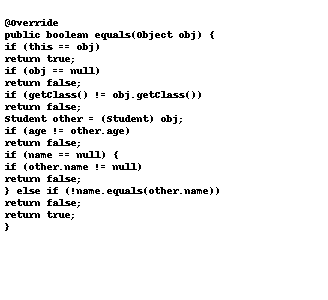 @Override
public boolean equals(Object obj) {
if (this == obj)
return true;
if (obj == null)
return false;
if (getClass() != obj.getClass())
return false;
Student other = (Student) obj;
if (age != other.age)
return false;
if (name == null) {
if (other.name != null)
return false;
} else if (!name.equals(other.name))
return false;
return true;
}